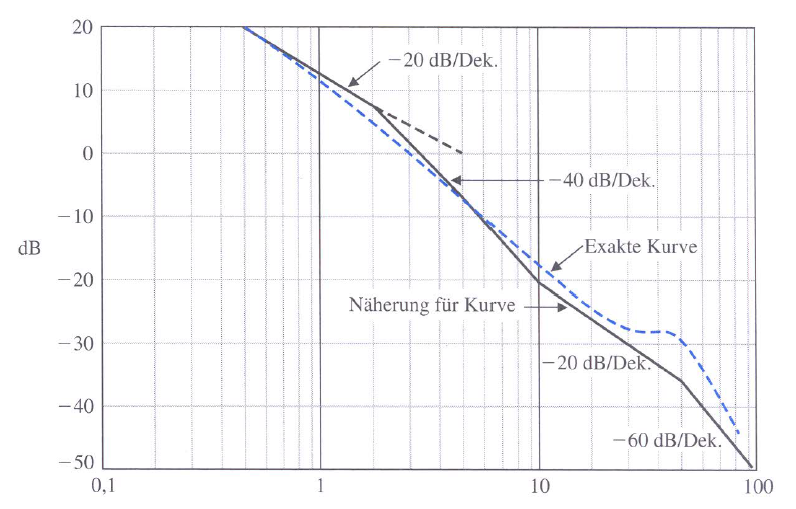 20
10
0
−10
−20
−30
−40
−50
dB
−20 dB/Dek.
−40 dB/Dek.
Exakte Kurve
Näherung für Kurve
−20 dB/Dek.
−60 dB/Dek.
0,1
1
10
100